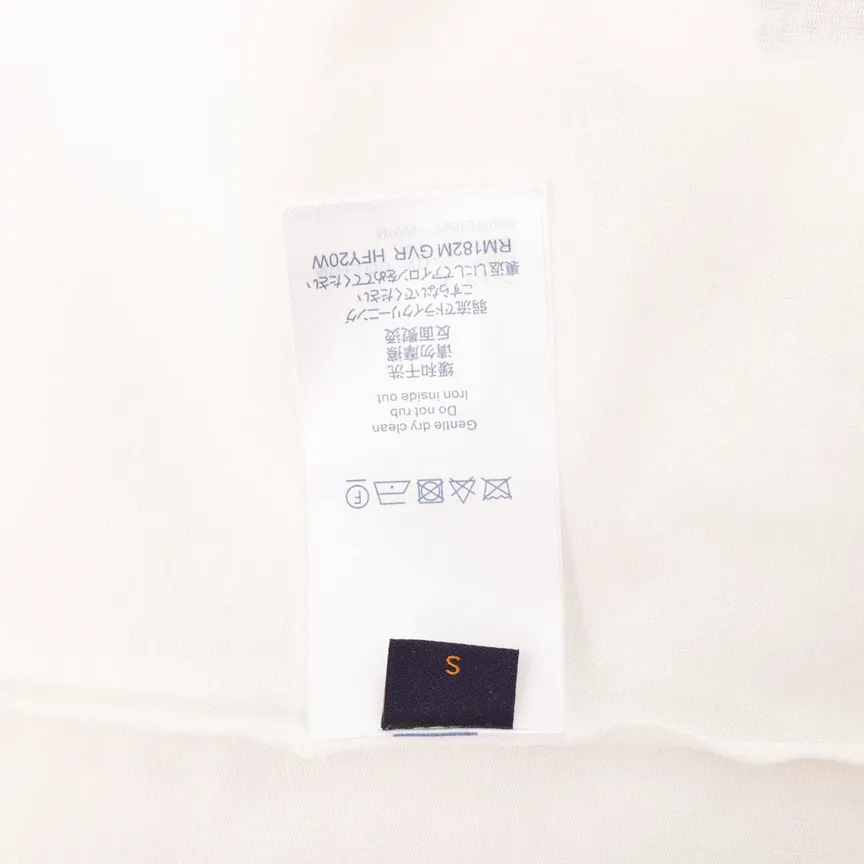 S
Gentle dry clean
Do not rub
Iron inside out
缓和干洗
请勿摩擦
反面熨烫
弱流でドライクリーニング
こすらないでください
裏返しにしてアイロンをあててください
RM182M GVR HFY20W